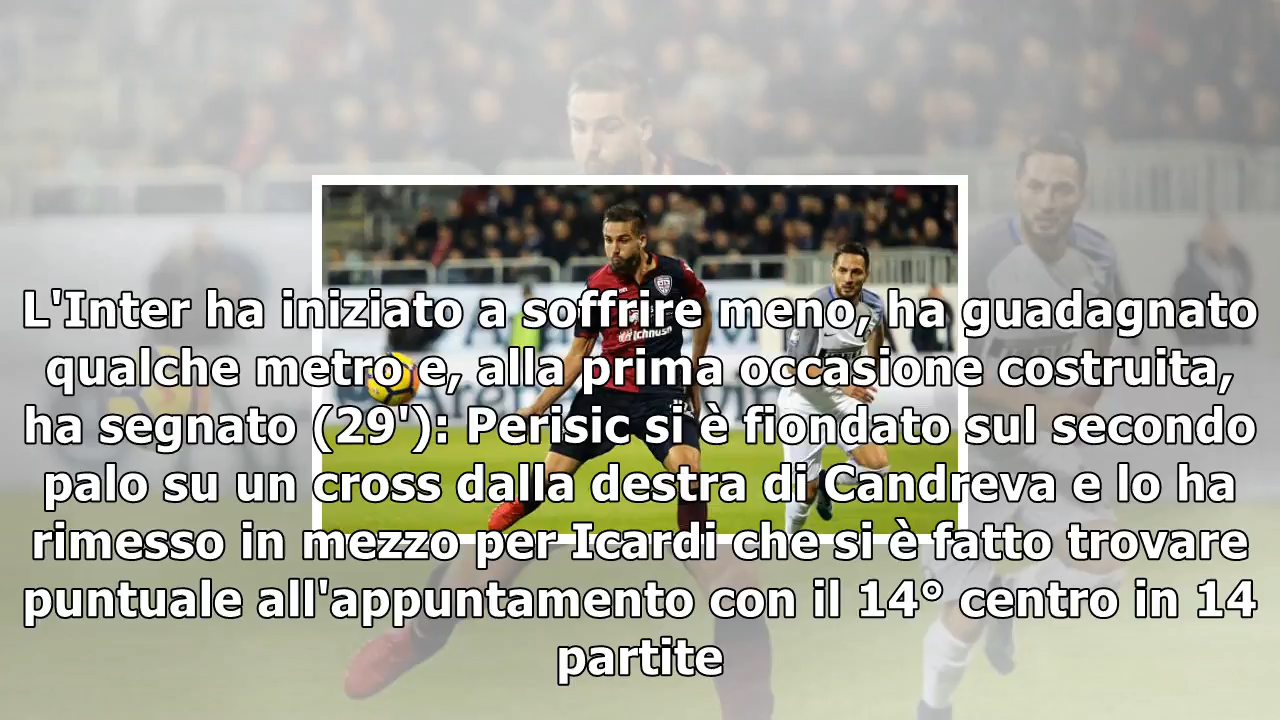 L'Inter ha iniziato a soffrire meno, ha guadagnato
qualche metro e, alla prima occasione costruita,
ha segnato (29'): Perisic si è fiondato sul secondo
palo su un cross dalla destra di Candreva e lo ha
rimesso in mezzo per Icardi che si è fatto trovare
puntuale all'appuntamento con il 14° centro in 14
partite